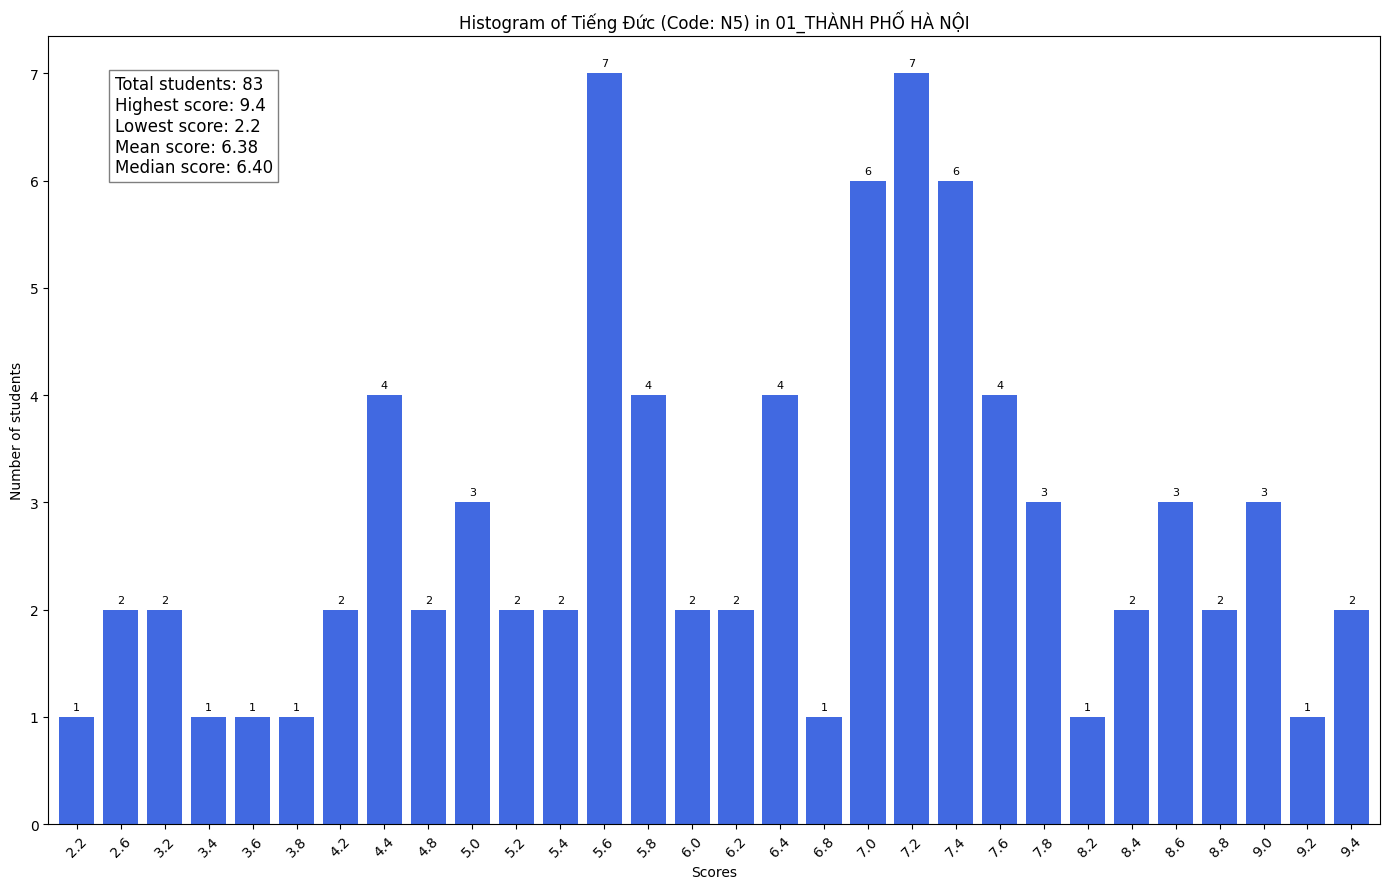 Histogram of Tiếng Đức (Code: N5) in 01_THÀNH PHỐ HÀ NỘI
Total students: 83
Highest score: 9.4
Lowest score: 2.2
Mean score: 6.38
Median score: 6.40
Number of students
7
6
5
4
3
2
1
0
1 2 2 1 1 1 2 4 2 3 2 2 7 4 2 2 4 1 6 7 6 4 3 1 2 3 2 3 1 2
2.2 2.6 3.2 3.4 3.6 3.8 4.2 4.4 4.8 5.0 5.2 5.4 5.6 5.8 6.0 6.2 6.4 6.8 7.0 7.2 7.4 7.6 7.8 8.2 8.4 8.6 8.8 9.0 9.2 9.4
Scores